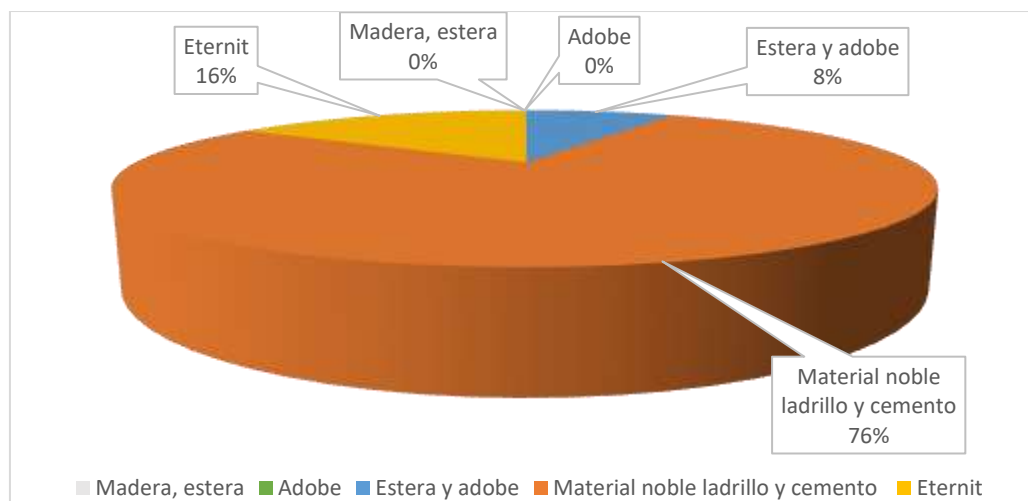 Eternit
16%
Madera, estera
0%
Adobe
0%
Estera y adobe
8%
Material noble
ladrillo y cemento
76%
Madera, estera Adobe Estera y adobe Material noble ladrillo y cemento Eternit